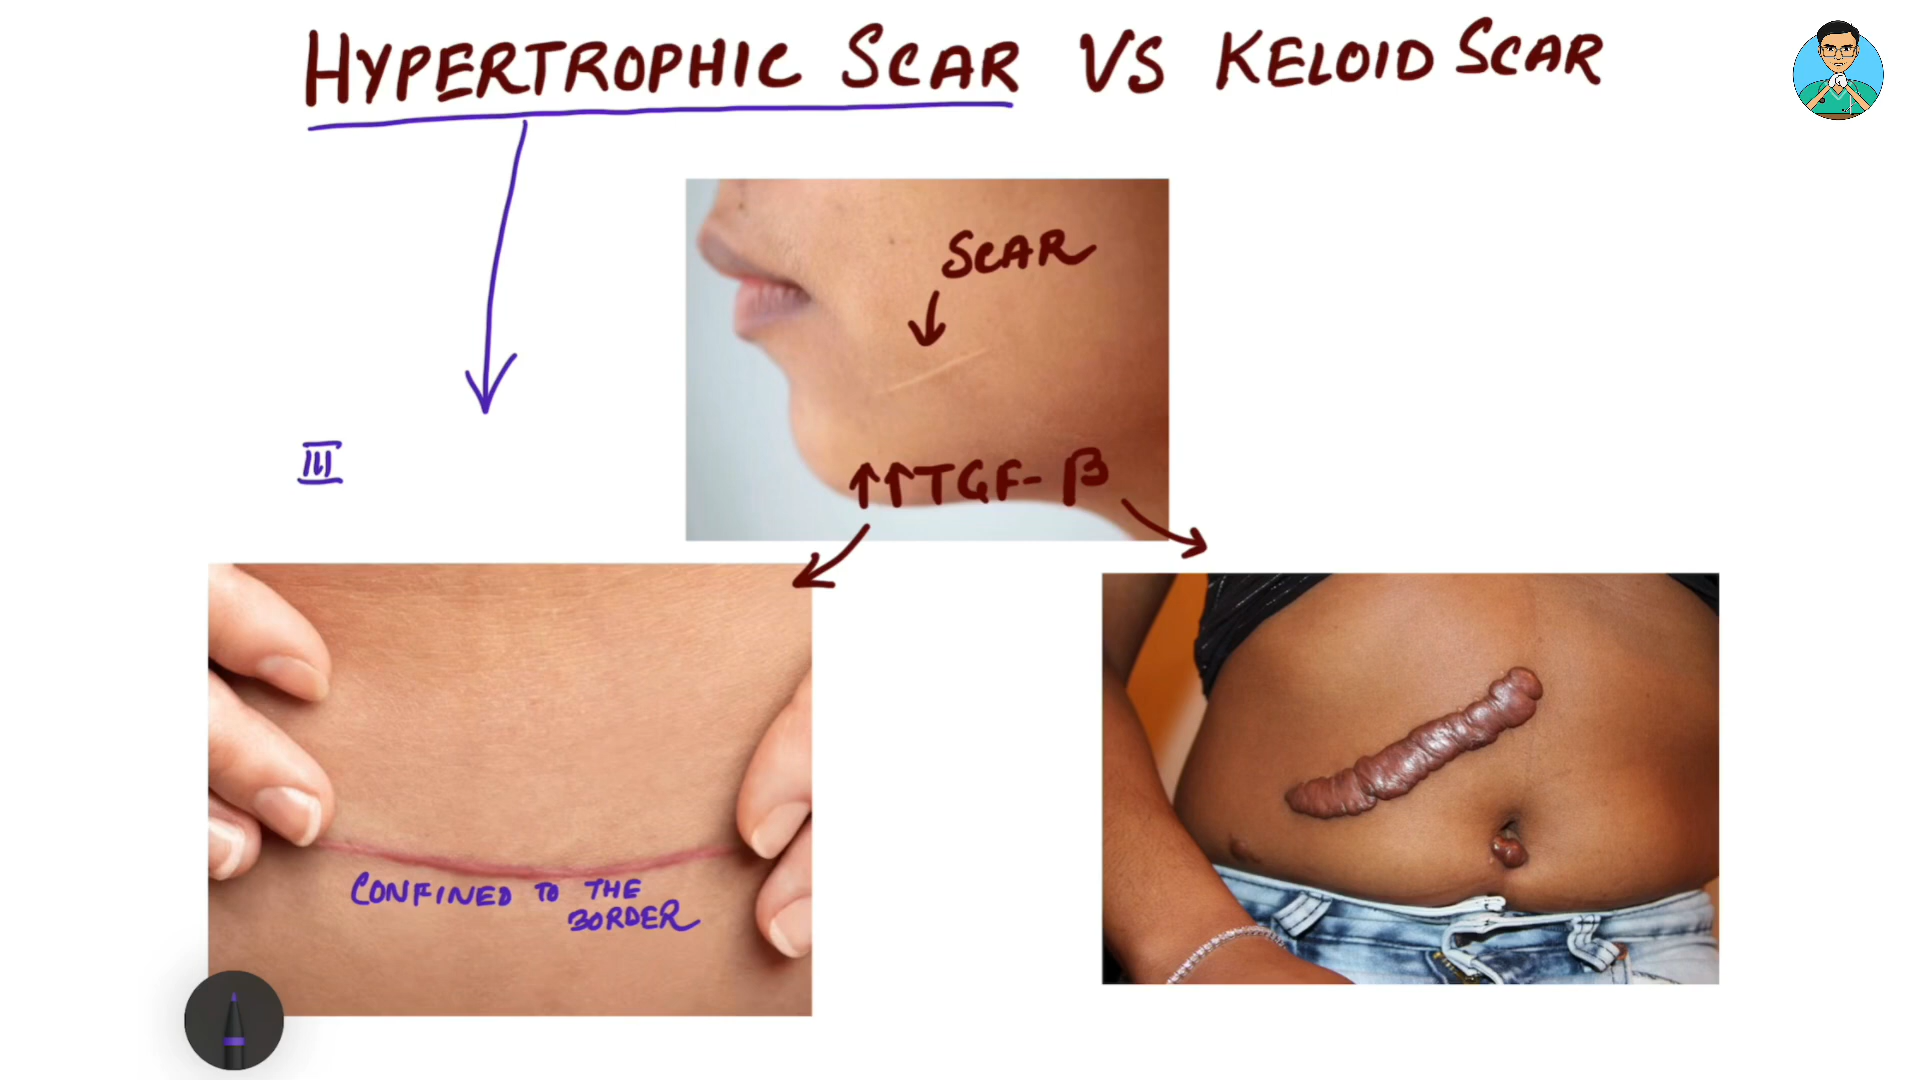 HYPERTROPHIC SCAR VS KELOID SCAR
SCAR
III
↑↑TGF-β
CONFINED TO THE
BORDER